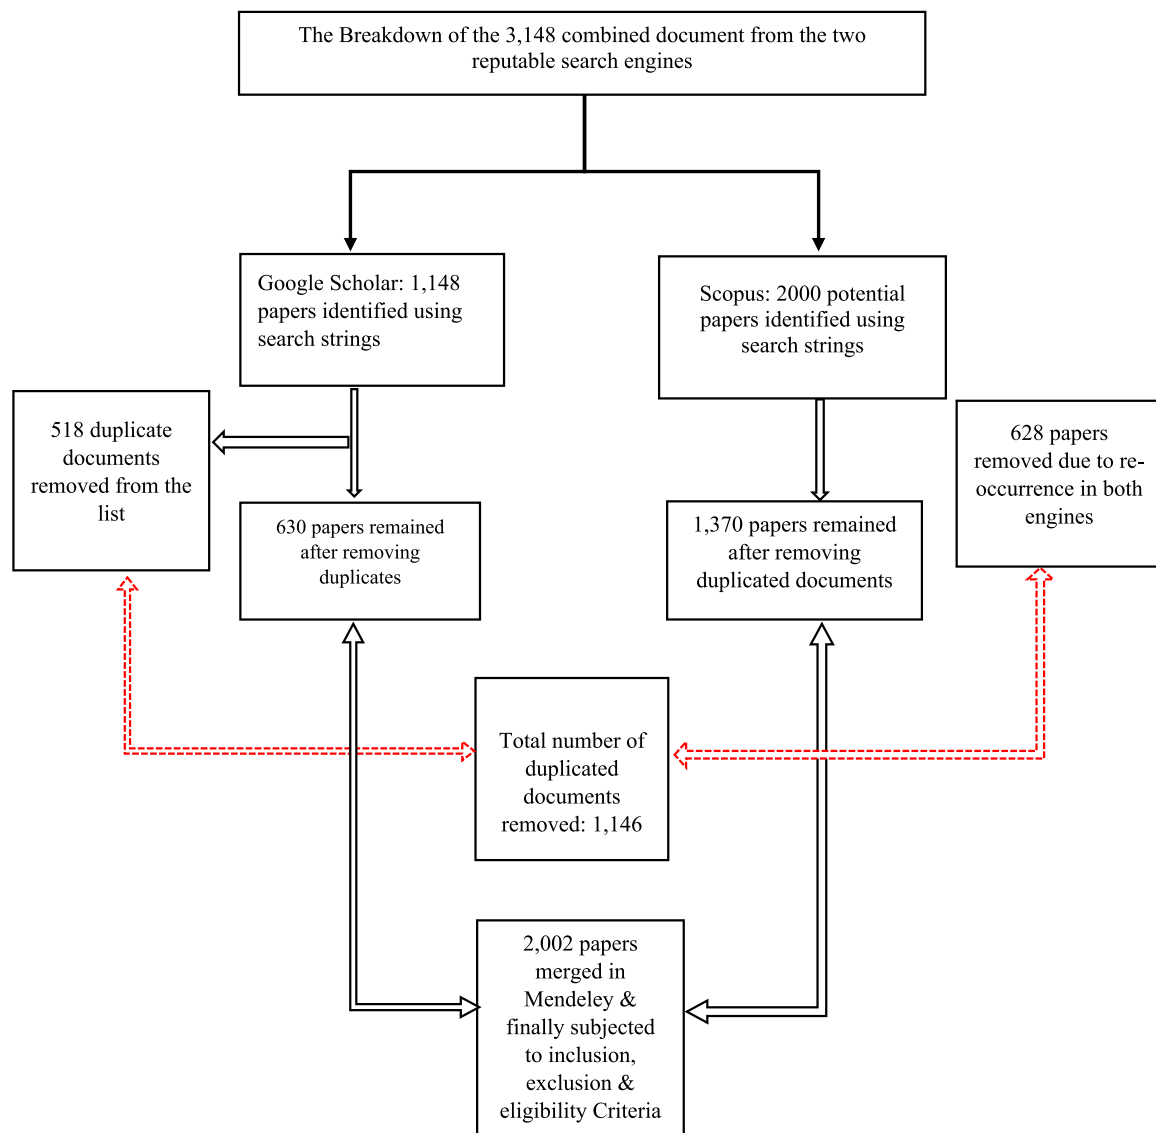 The Breakdown of the 3,148 combined document from the two
reputable search engines
Google Scholar: 1,148
papers identified using
search strings
Scopus: 2000 potential
papers identified using
search strings
518 duplicate
documents
removed from the
list
628 papers
removed due to re-
occurrence in both
engines
630 papers remained
after removing
duplicates
1,370 papers remained
after removing
duplicated documents
Total number of
duplicated
documents
removed: 1,146
2,002 papers
merged in
Mendeley &
finally subjected
to inclusion,
exclusion &
eligibility Criteria